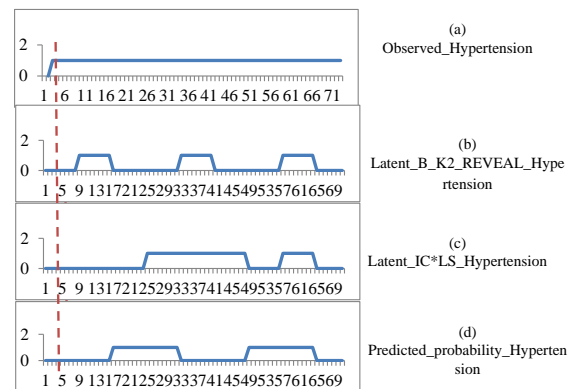 2
0
1 6 11 16 21 26 31 36 41 46 51 56 61 66 71
(a)
Observed_Hypertension
2
0
1 5 9 131721252933374145495357616569
(b)
Latent_B_K2_REVEAL_Hype
rtension
2
0
1 5 9 131721252933374145495357616569
(c)
Latent_IC*LS_Hypertension
2
0
1 5 9 131721252933374145495357616569
(d)
Predicted_probability_Hyperten
sion